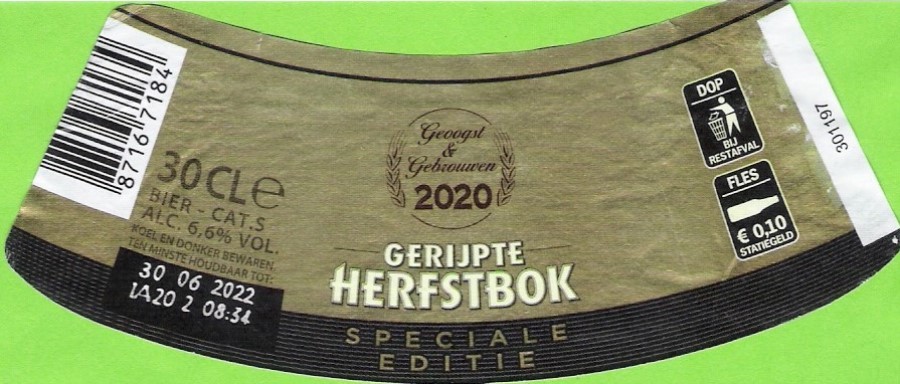 8716 7184
30 CL e
BIER - CAT.S
ALC. 6,6% VOL.
KOEL EN DONKER BEWAREN.
TEN MINSTE HOUDBAAR TOT:
30 06 2022
1A20 2 08:34
Geoogst
&
Gebrouwen
2020
GERIJPTE
HERFSTBOK
SPECIALE
EDITIE
DOP
BIJ
RESTAFVAL
FLES
€ 0,10
STATIEGELD
301197